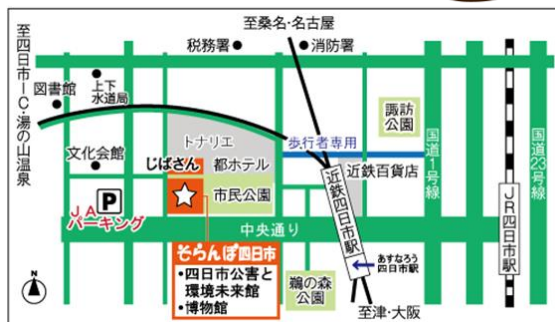 至桑名・名古屋
税務署
消防署
至四日市IC・湯の山温泉
図書館
上下
水道局
文化会館
トナリエ
じばさん
都ホテル
市民公園
歩行者専用
諏訪
公園
近鉄百貨店
近鉄四日市駅
国道1号線
国道23号線
JR四日市駅
P
JA
パーキング
中央通り
そらんぽ四日市
•四日市公害と
環境未来館
•博物館
鵜の森
公園
あすなろう
四日市駅
至津・大阪
N